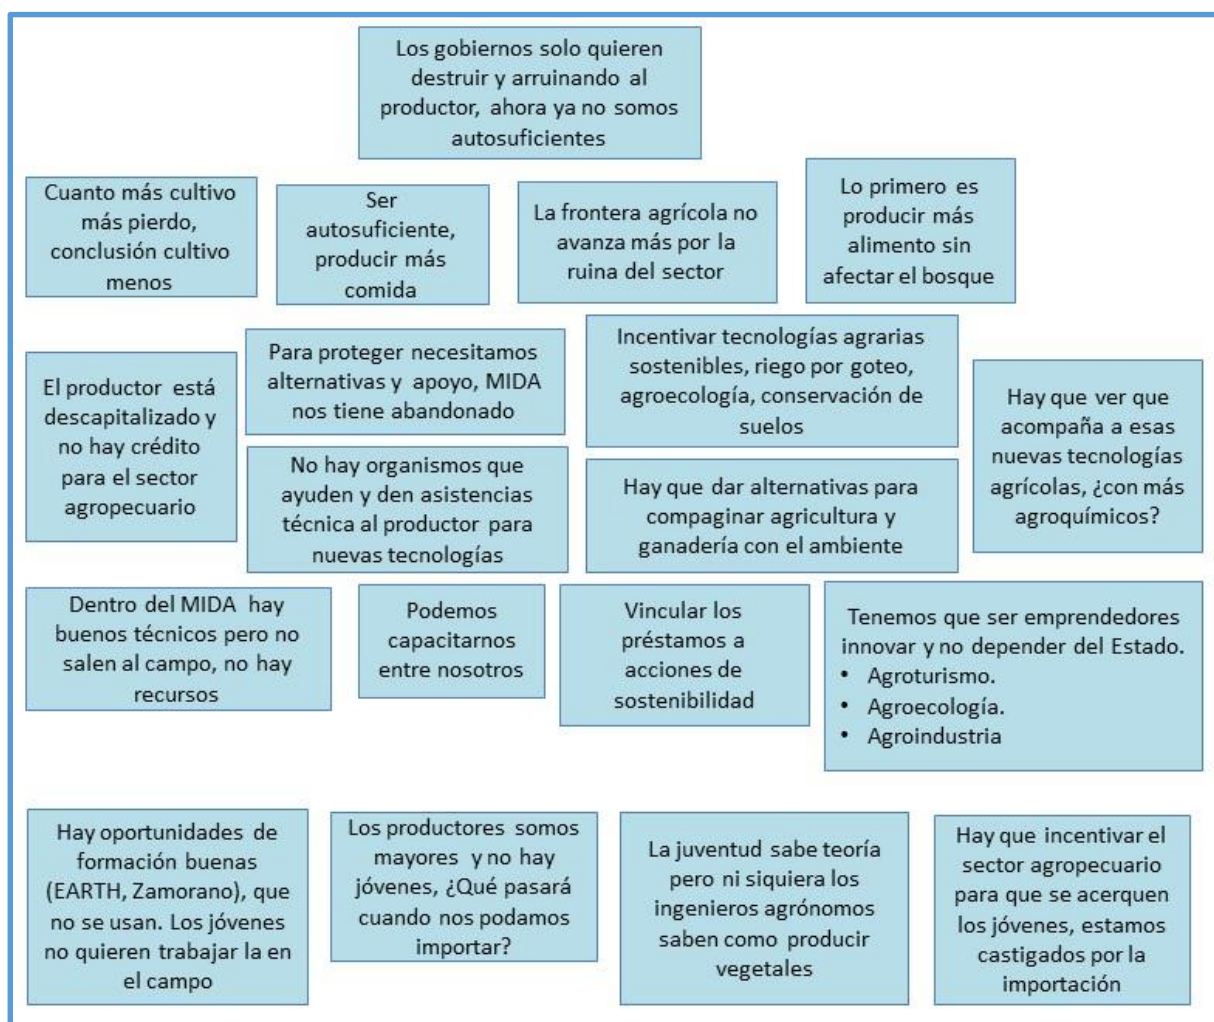 Los gobiernos solo quieren
destruir y arruinando al
productor, ahora ya no somos
autosuficientes
Cuanto más cultivo
más pierdo,
conclusión cultivo
menos
Ser
autosuficiente,
producir más
comida
La frontera agrícola no
avanza más por la
ruina del sector
Lo primero es
producir más
alimento sin
afectar el bosque
El productor está
descapitalizado y
no hay crédito
para el sector
agropecuario
Para proteger necesitamos
alternativas y apoyo, MIDA
nos tiene abandonado
Incentivar tecnologías agrarias
sostenibles, riego por goteo,
agroecología, conservación de
suelos
Hay que ver que
acompaña a esas
nuevas tecnologías
agrícolas, ¿con más
agroquímicos?
No hay organismos que
ayuden y den asistencias
técnica al productor para
nuevas tecnologías
Hay que dar alternativas para
compaginar agricultura y
ganadería con el ambiente
Dentro del MIDA hay
buenos técnicos pero no
salen al campo, no hay
recursos
Podemos
capacitarnos
entre nosotros
Vincular los
préstamos a
acciones de
sostenibilidad
Tenemos que ser emprendedores
innovar y no depender del Estado.
• Agroturismo.
• Agroecología.
• Agroindustria
Hay oportunidades de
formación buenas
(EARTH, Zamorano), que
no se usan. Los jóvenes
no quieren trabajar la en
el campo
Los productores somos
mayores y no hay
jóvenes, ¿Qué pasará
cuando nos podamos
importar?
La juventud sabe teoría
pero ni siquiera los
ingenieros agrónomos
saben como producir
vegetales
Hay que incentivar el
sector agropecuario
para que se acerquen
los jóvenes, estamos
castigados por la
importación